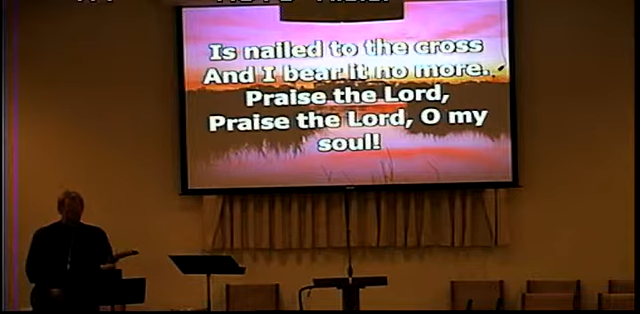 Is nailed to the cross
And I bear it no more.
Praise the Lord,
Praise the Lord, O my
soul!